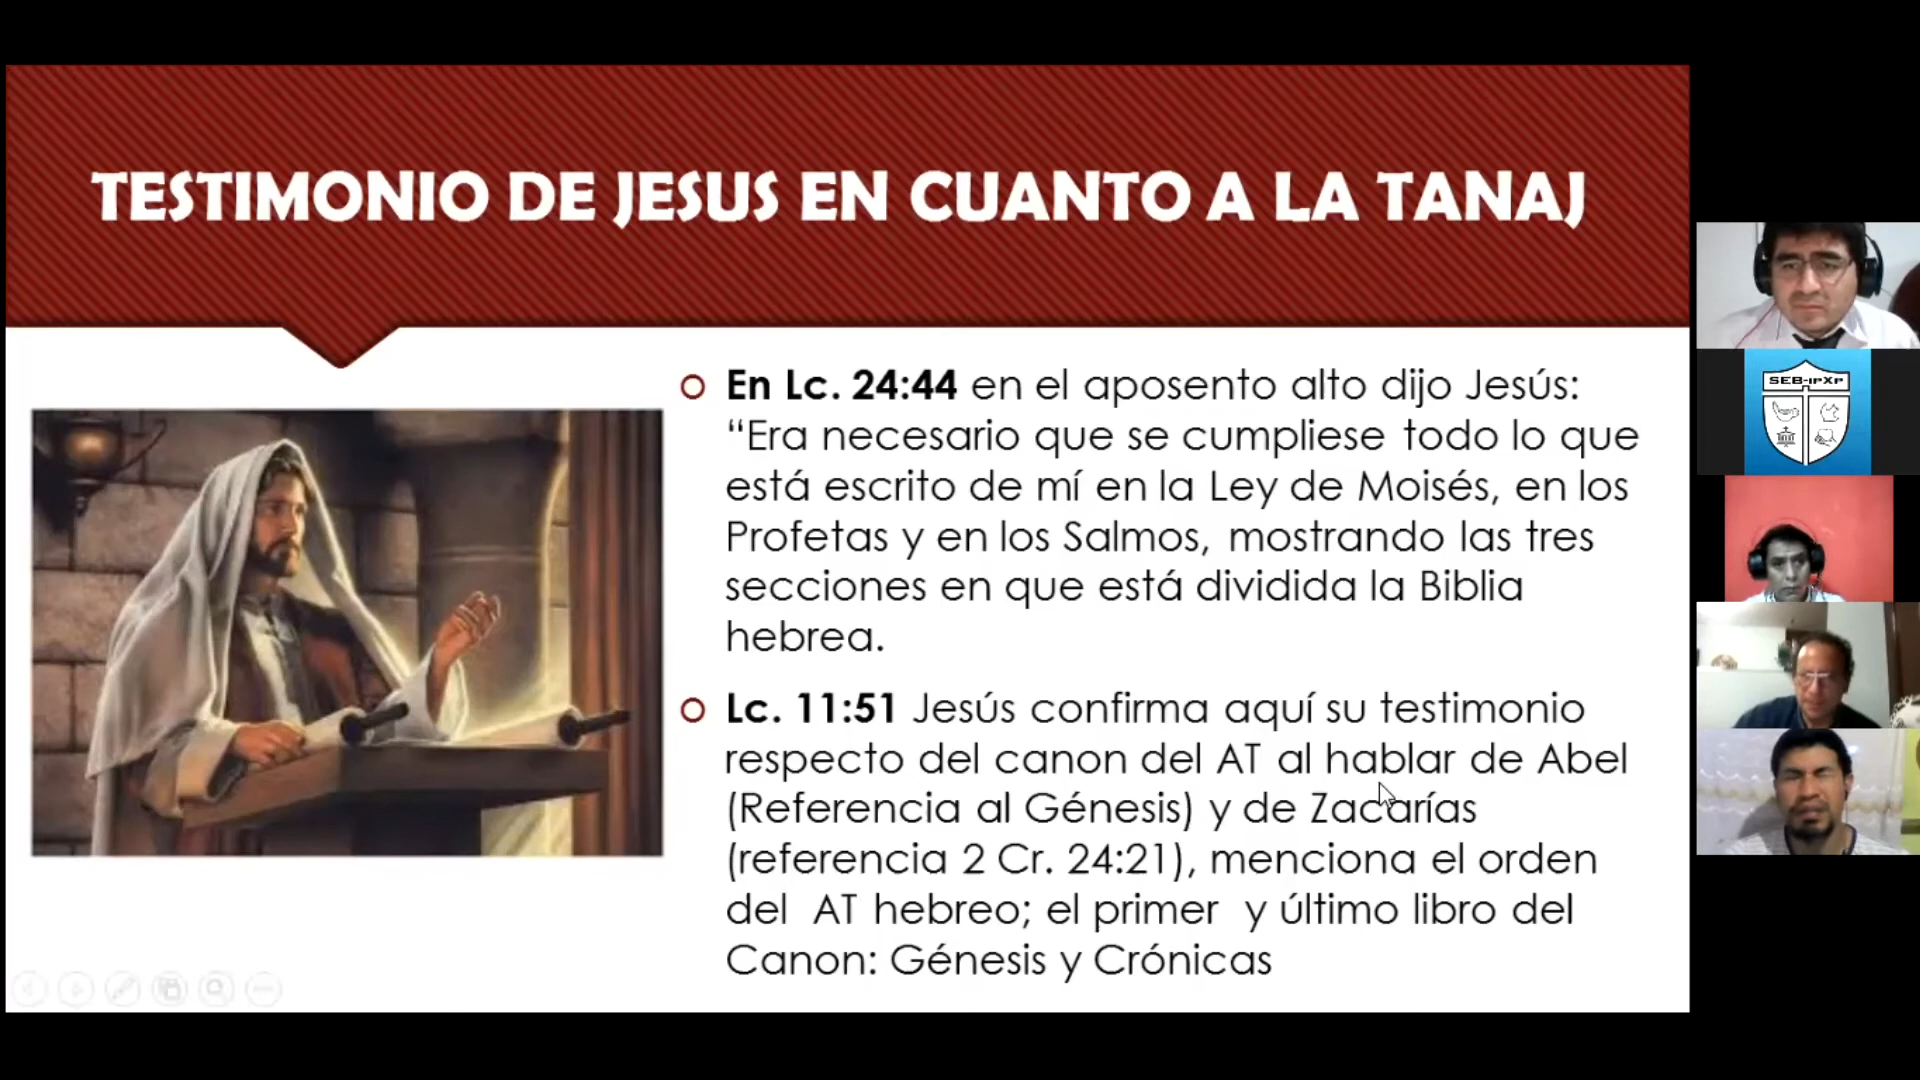 TESTIMONIO DE JESUS EN CUANTO A LA TANAJ
En Lc. 24:44 en el aposento alto dijo Jesús:
“Era necesario que se cumpliese todo lo que
está escrito de mí en la Ley de Moisés, en los
Profetas y en los Salmos, mostrando las tres
secciones en que está dividida la Biblia
hebrea.
Lc. 11:51 Jesús confirma aquí su testimonio
respecto del canon del AT al hablar de Abel
(Referencia al Génesis) y de Zacarías
(referencia 2 Cr. 24:21), menciona el orden
del AT hebreo; el primer y último libro del
Canon: Génesis y Crónicas
SEB-IPXP